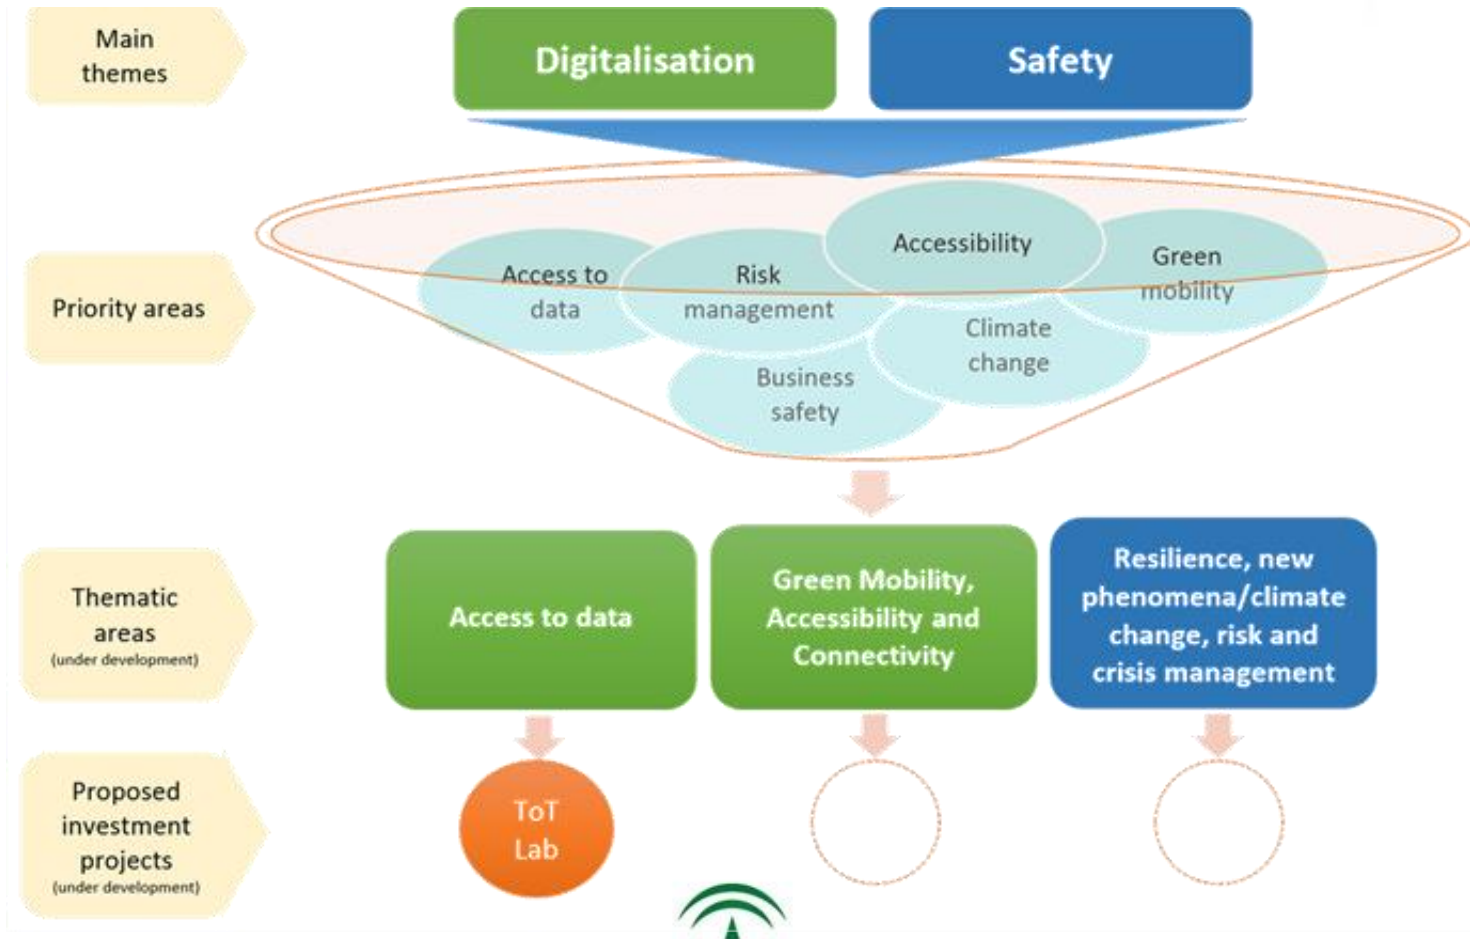 Main
themes
Digitalisation
Safety
Priority areas
Access to
data
Risk
management
Accessibility
Green
mobility
Climate
change
Business
safety
Thematic
areas
(under development)
Access to data
Green Mobility,
Accessibility and
Connectivity
Resilience, new
phenomena/climate
change, risk and
crisis management
Proposed
investment
projects
(under development)
ToT
Lab